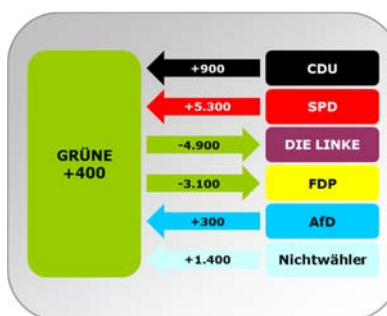 +900
CDU
+5.300
SPD
-4.900
DIE LINKE
GRÜNE
+400
-3.100
FDP
+300
AfD
+1.400
Nichtwähler